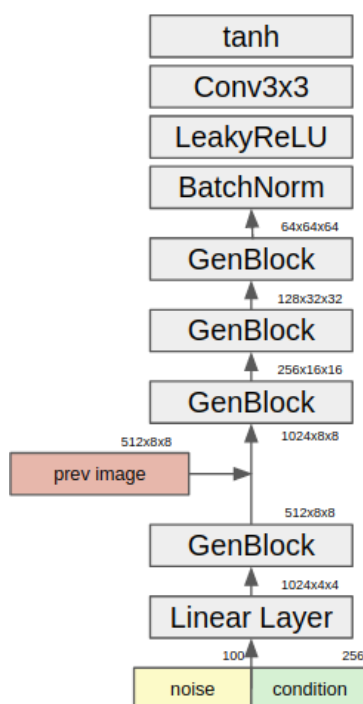 tanh
Conv3x3
LeakyReLU
BatchNorm
64x64x64
GenBlock
128x32x32
GenBlock
256x16x16
GenBlock
512x8x8
1024x8x8
prev image
512x8x8
GenBlock
1024x4x4
Linear Layer
100
256
noise
condition